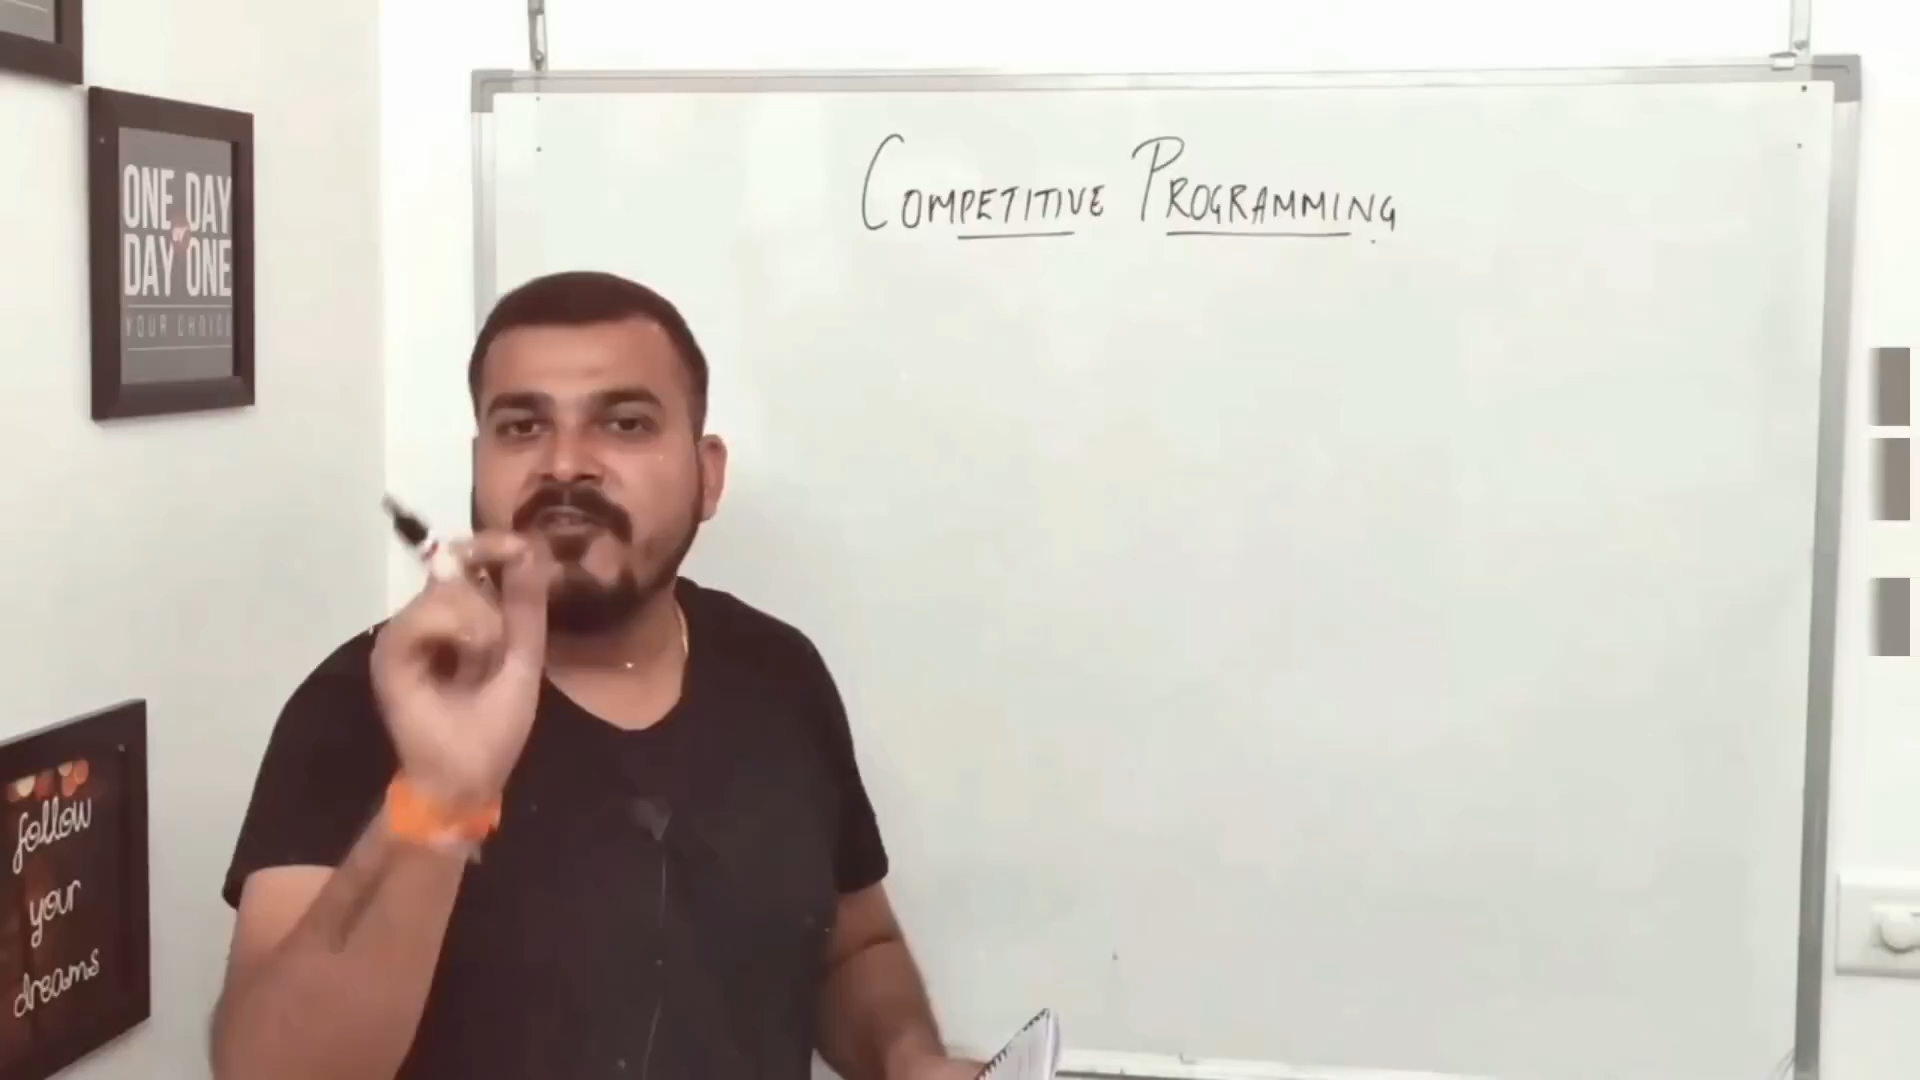 ONE DAY
or
DAY ONE
YOUR CHOICE
COMPETITIVE PROGRAMMING
follow
your
dreams